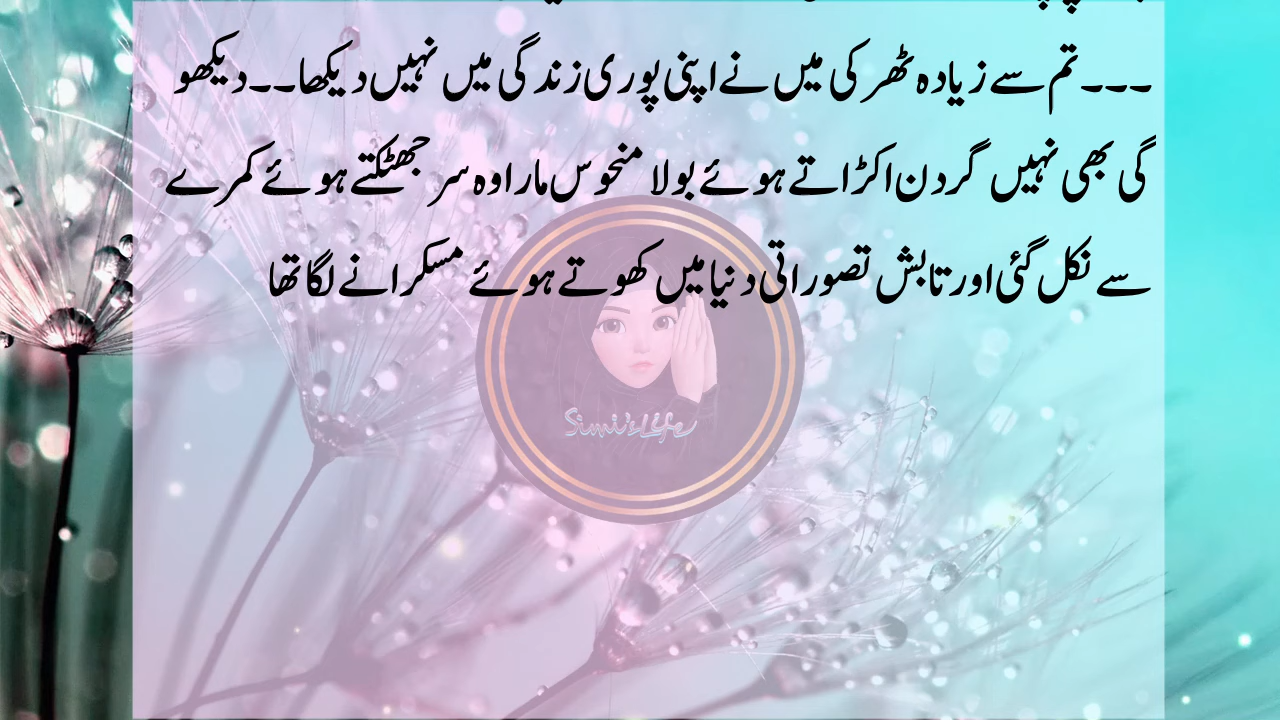 ۔۔۔تم سے زیادہ ٹھرکی میں نے اپنی پوری زندگی میں نہیں دیکھا۔۔دیکھو
گی بھی نہیں گردن اکڑاتے ہوئے بولا منحوس مارا وہ سر جھٹکتے ہوئے کمرے
سے نکل گئی اور تابش تصوراتی دنیا میں کھوتے ہوئے مسکرانے لگا تھا
Simi'sLife